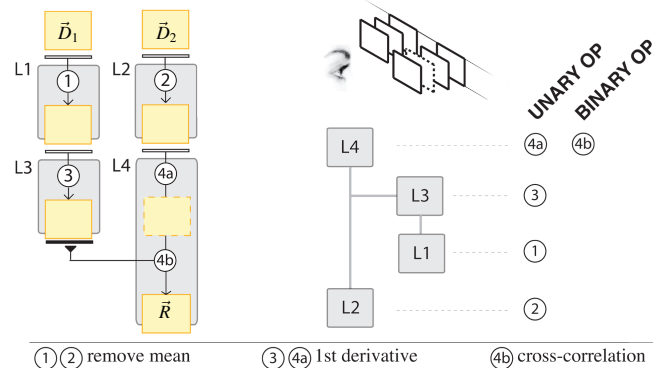 D⃗1 D⃗2
L1 L2
1 2
L3 L4
3 4a
4b
R⃗
UNARY OP BINARY OP
L4 4a 4b
L3 3
L1 1
L2 2
1 2 remove mean 3 4a 1st derivative 4b cross-correlation